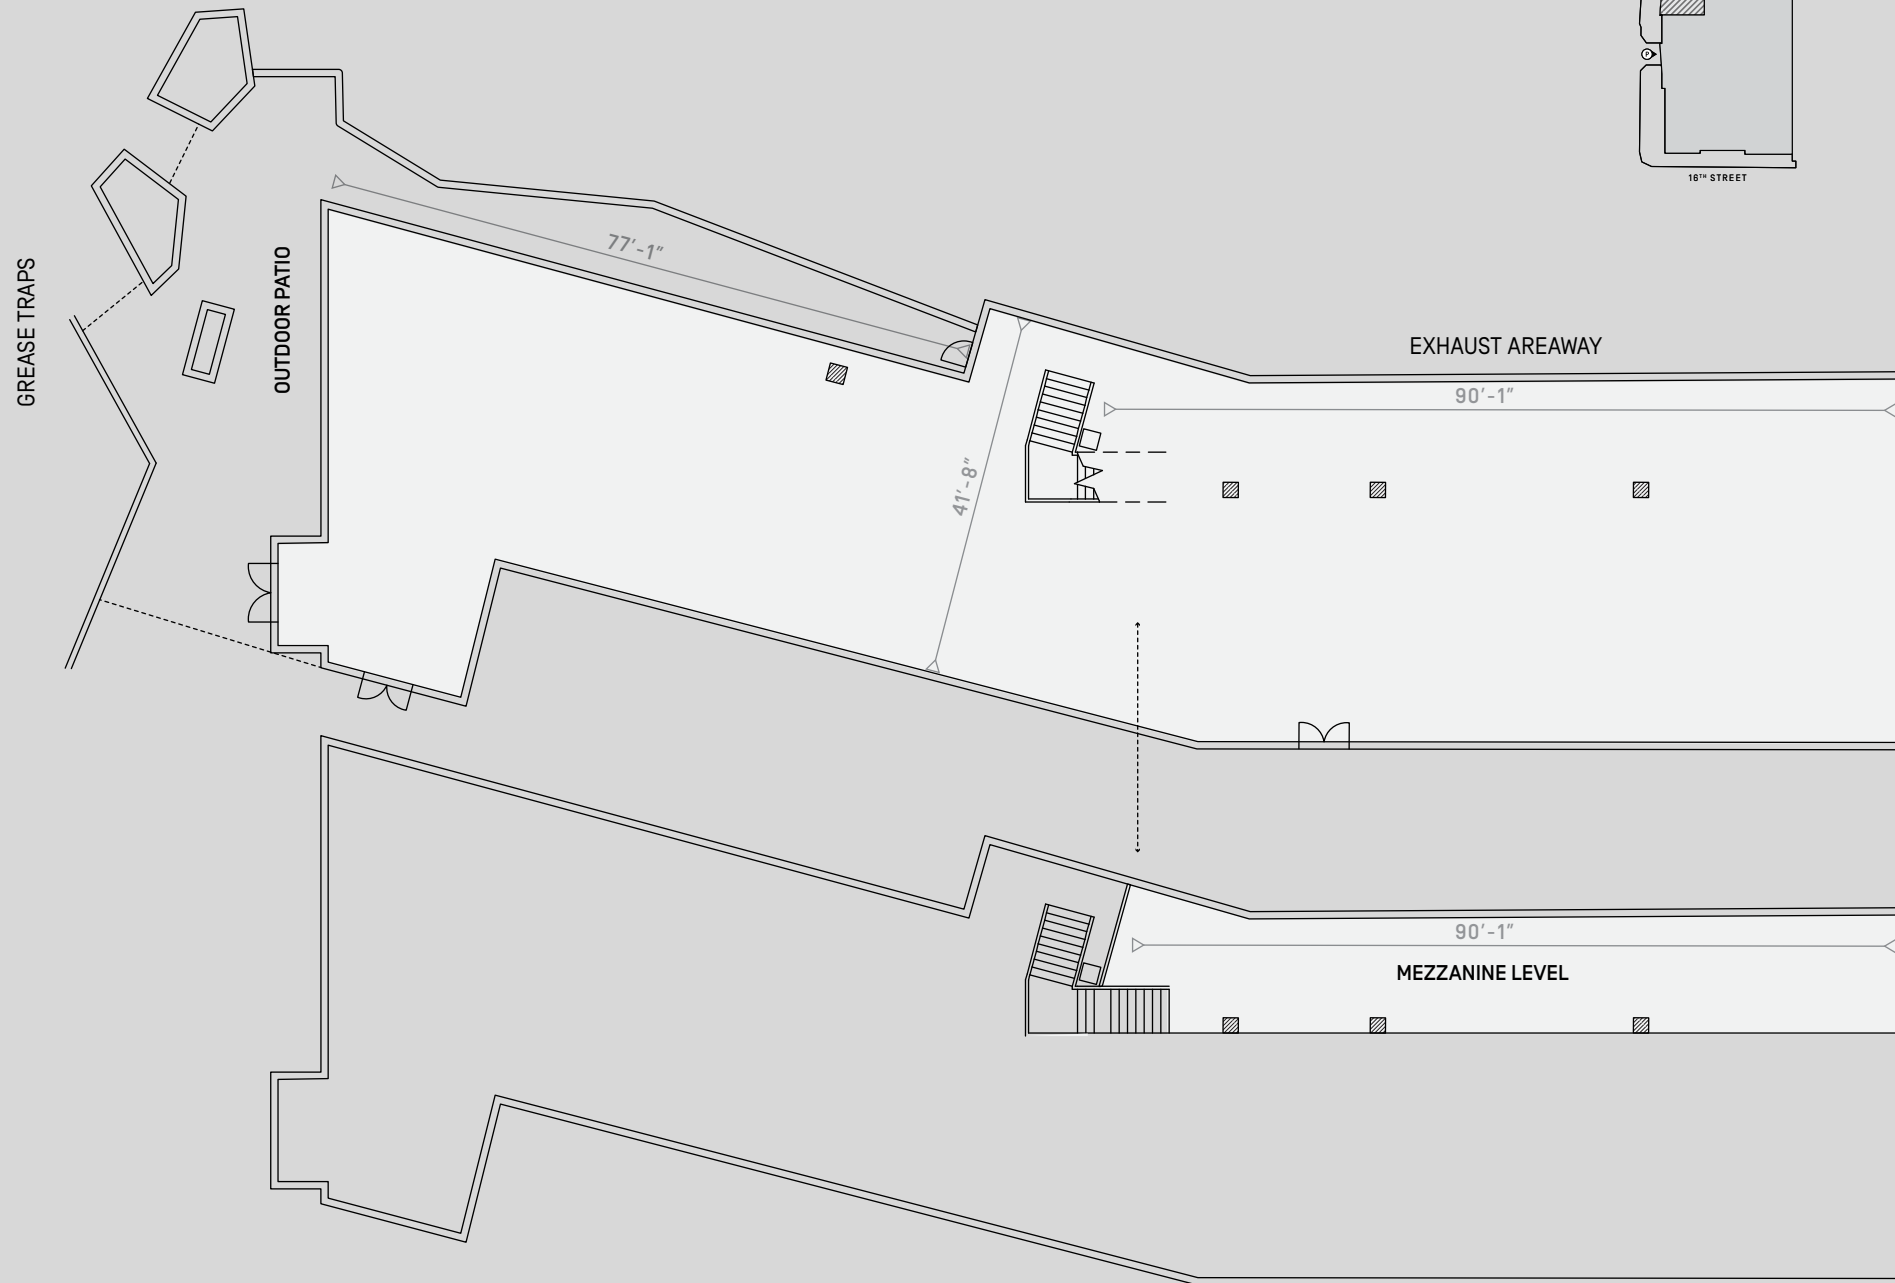 P
16TH STREET
77'-1"
GREASE TRAPS
OUTDOOR PATIO
EXHAUST AREAWAY
90'-1"
41'-8"
90'-1"
MEZZANINE LEVEL